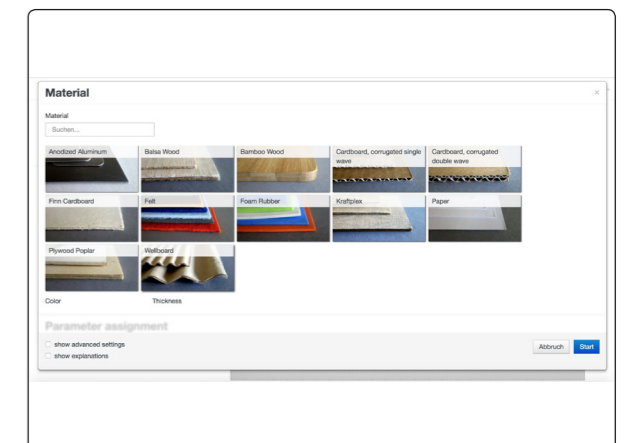 Material
×
Material
Suchen...
Anodized Aluminum
Balsa Wood
Bamboo Wood
Cardboard, corrugated single
wave
Cardboard, corrugated
double wave
Finn Cardboard
Felt
Foam Rubber
Kraftplex
Paper
Plywood Poplar
Wellboard
Color
Thickness
Parameter assignment
show advanced settings
show explanations
Abbruch
Start